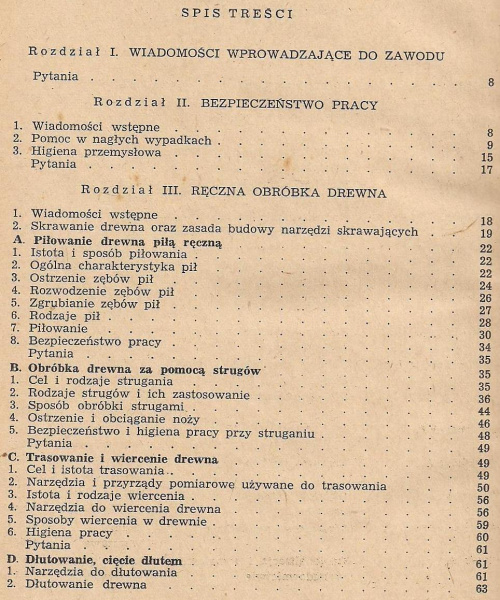 SPIS TREŚCI
Rozdział I. WIADOMOŚCI WPROWADZAJĄCE DO ZAWODU
Pytania . . . . . . . . . . . . 8
Rozdział II. BEZPIECZEŃSTWO PRACY
1. Wiadomości wstępne . . . . . . . . . 8
2. Pomoc w nagłych wypadkach . . . . . . . . 9
3. Higiena przemysłowa . . . . . . . . . 15
Pytania . . . . . . . . . . . . 17
Rozdział III. RĘCZNA OBRÓBKA DREWNA
1. Wiadomości wstępne . . . . . . . . . 18
2. Skrawanie drewna oraz zasada budowy narzędzi skrawających . . 19
A. Piłowanie drewna piłą ręczną . . . . . . . 22
1. Istota i sposób piłowania . . . . . . . . 22
2. Ogólna charakterystyka pił . . . . . . . . 22
3. Ostrzenie zębów pił . . . . . . . . . 24
4. Rozwodzenie zębów pił . . . . . . . . . 26
5. Zgrubianie zębów pił . . . . . . . . . 27
6. Rodzaje pił . . . . . . . . . . . 28
7. Piłowanie . . . . . . . . . . . 30
8. Bezpieczeństwo pracy . . . . . . . . . 34
Pytania . . . . . . . . . . . . 35
B. Obróbka drewna za pomocą strugów . . . . . . 35
1. Cel i rodzaje strugania . . . . . . . . 35
2. Rodzaje strugów i ich zastosowanie . . . . . . 36
3. Sposób obróbki strugami . . . . . . . . 44
4. Ostrzenie i obciąganie noży . . . . . . . 46
5. Bezpieczeństwo i higiena pracy przy struganiu . . . . 48
Pytania . . . . . . . . . . . . 49
C. Trasowanie i wiercenie drewna . . . . . . . 49
1. Cel i istota trasowania . . . . . . . . 49
2. Narzędzia i przyrządy pomiarowę używane do trasowania . . 50
3. Istota i rodzaje wiercenia . . . . . . . . 56
4. Narzędzia do wiercenia drewna . . . . . . . 56
5. Sposoby wiercenia w drewnie . . . . . . . 59
6. Higiena pracy . . . . . . . . . . 60
Pytania . . . . . . . . . . . . 61
D. Dłutowanie, cięcie dłutem . . . . . . . . 61
1. Narzędzia do dłutowania . . . . . . . . 61
2. Dłutowanie drewna . . . . . . . . . 63